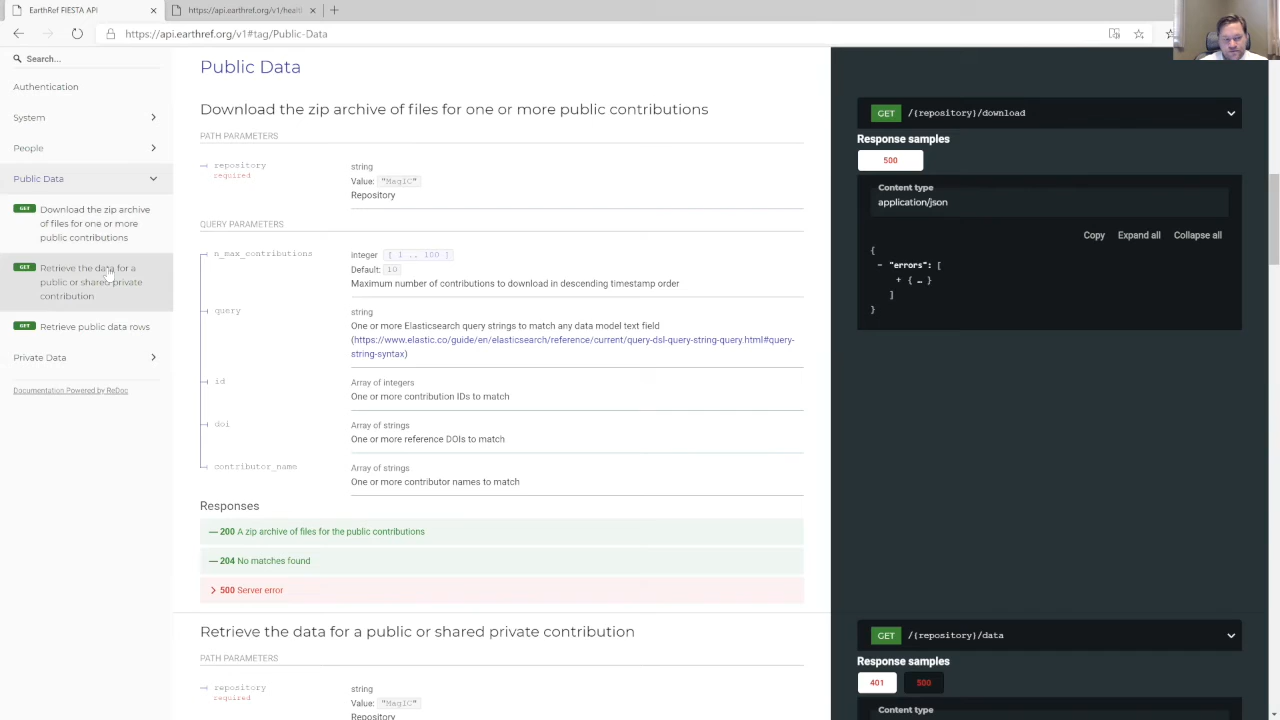 EarthRef FIESTA API
https://api.earthref.org/v1/healt
https://api.earthref.org/v1#tag/Public-Data
Search...
Authentication
System
People
Public Data
GET Download the zip archive
of files for one or more
public contributions
GET Retrieve the data for a
public or shared private
contribution
GET Retrieve public data rows
Private Data
Documentation Powered by ReDoc
Public Data
Download the zip archive of files for one or more public contributions
PATH PARAMETERS
repository
required
string
Value: "MagIC"
Repository
QUERY PARAMETERS
n_max_contributions
integer [ 1 .. 100 ]
Default: 10
Maximum number of contributions to download in descending timestamp order
query
string
One or more Elasticsearch query strings to match any data model text field
(https://www.elastic.co/guide/en/elasticsearch/reference/current/query-dsl-query-string-query.html#query-
string-syntax)
id
Array of integers
One or more contribution IDs to match
doi
Array of strings
One or more reference DOIs to match
contributor_name
Array of strings
One or more contributor names to match
Responses
— 200 A zip archive of files for the public contributions
— 204 No matches found
500 Server error
Retrieve the data for a public or shared private contribution
PATH PARAMETERS
repository
required
string
Value: "MagIC"
Repository
GET /{repository}/download
Response samples
500
Content type
application/json
Copy Expand all Collapse all
{
- "errors": [
+ { … }
]
}
GET /{repository}/data
Response samples
401 500
Content type